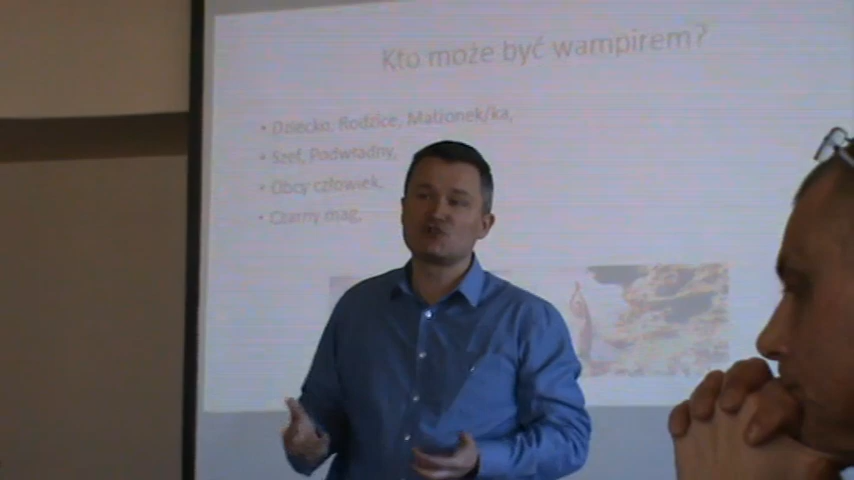 Kto może być wampirem?
• Dziecko, Rodzice, Małżonek/ka,
• Szef, Podwładny,
• Obcy człowiek,
• Czarny mag,